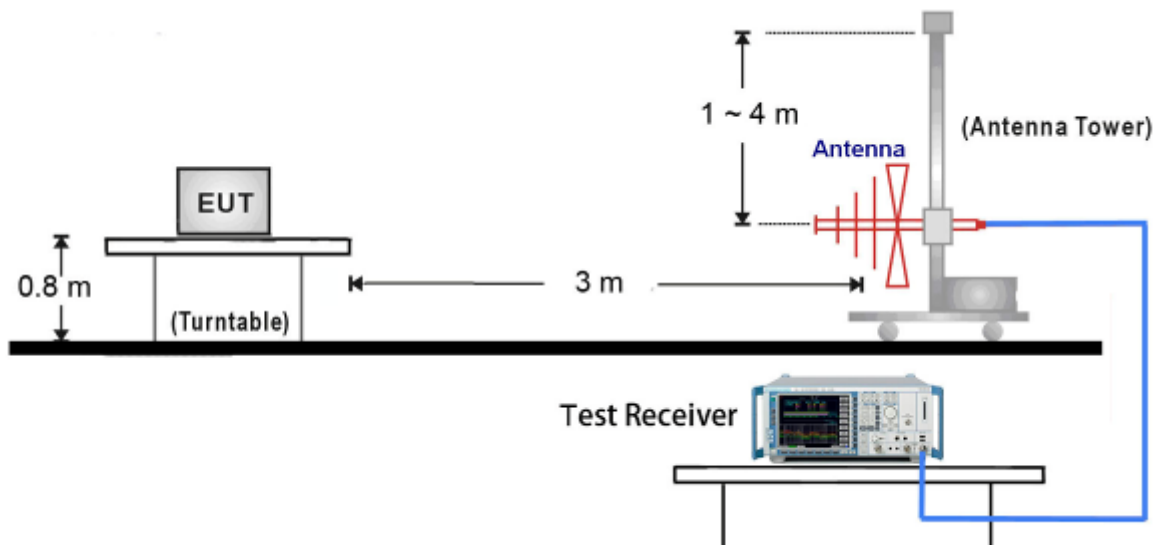 1 ~ 4 m
(Antenna Tower)
Antenna
EUT
0.8 m
3 m
(Turntable)
Test Receiver